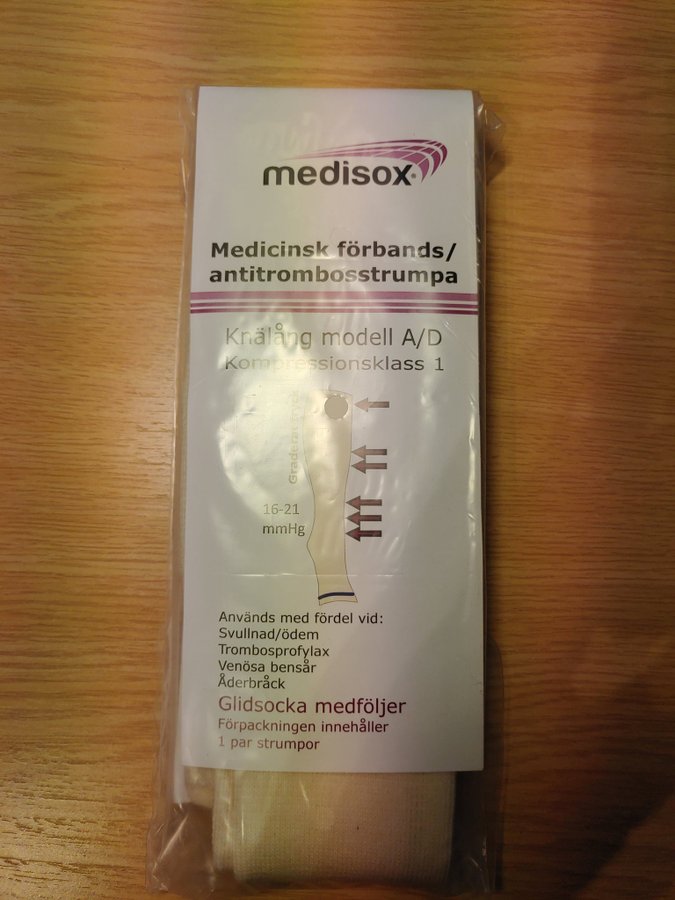 medisox®
Medicinsk förbands/
antitrombosstrumpa
Knälång modell A/D
Kompressionsklass 1
16-21
mmHg
Används med fördel vid:
Svullnad/ödem
Trombosprofylax
Venösa bensår
Åderbråck
Glidsocka medföljer
Förpackningen innehåller
1 par strumpor